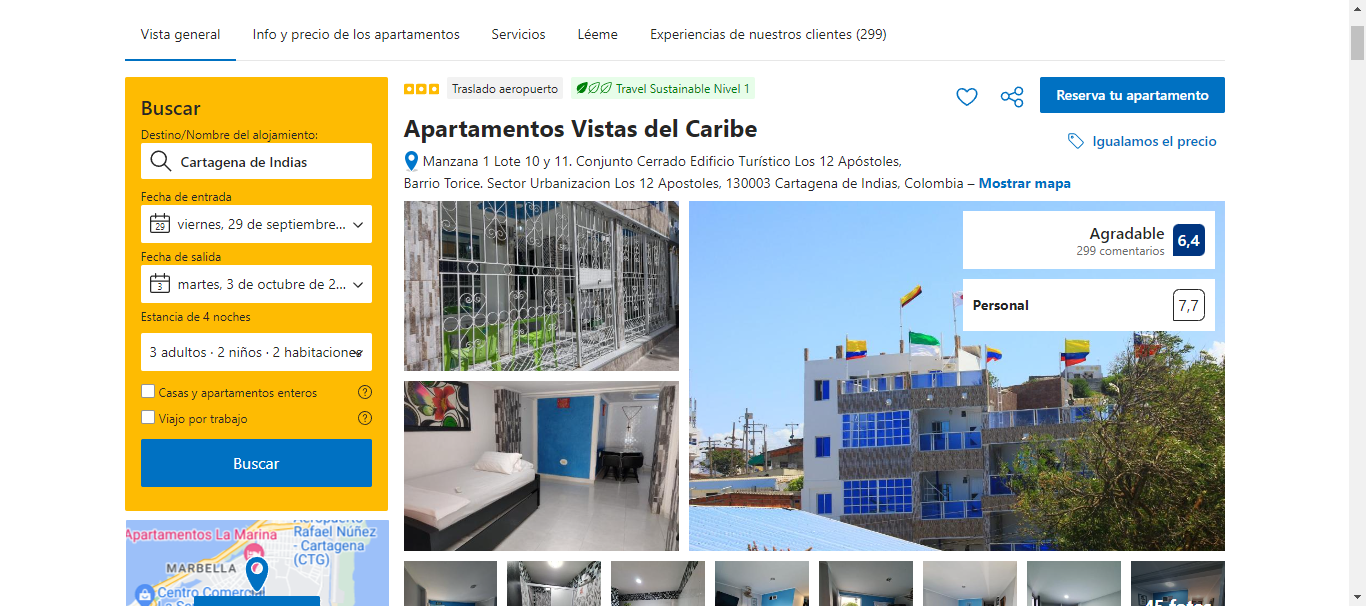 Vista general
Info y precio de los apartamentos
Servicios
Léeme
Experiencias de nuestros clientes (299)
Buscar
Destino/Nombre del alojamiento:
Cartagena de Indias
Fecha de entrada
29
viernes, 29 de septiembre...
Fecha de salida
3
martes, 3 de octubre de 2...
Estancia de 4 noches
3 adultos · 2 niños · 2 habitaciones
Casas y apartamentos enteros
Viajo por trabajo
Buscar
Traslado aeropuerto
Travel Sustainable Nivel 1
Reserva tu apartamento
Apartamentos Vistas del Caribe
Igualamos el precio
Manzana 1 Lote 10 y 11. Conjunto Cerrado Edificio Turístico Los 12 Apóstoles,
Barrio Torice. Sector Urbanizacion Los 12 Apostoles, 130003 Cartagena de Indias, Colombia – Mostrar mapa
Agradable
299 comentarios
6,4
Personal
7,7
Apartamentos La Marina
Aeropuerto
Rafael Núñez
- Cartagena
(CTG)
MARBELLA
Centro Comercial
45 fotos